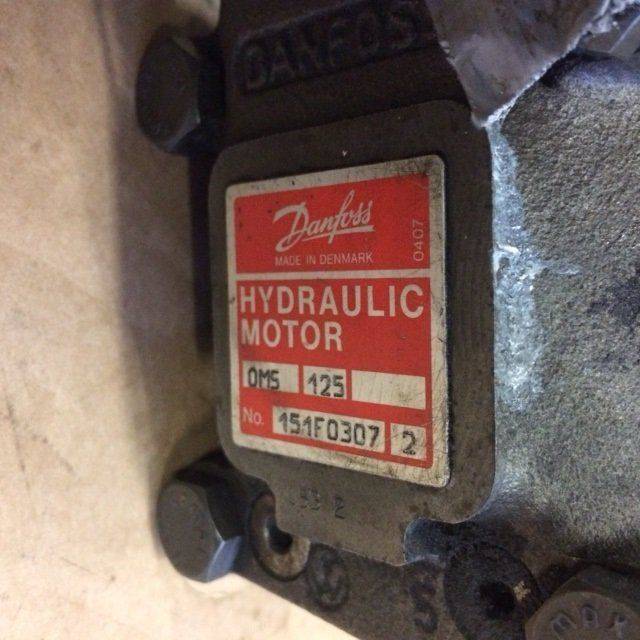 DANFOSS
Danfoss
MADE IN DENMARK
0407
HYDRAULIC
MOTOR
OMS 125
No. 151F0307 2